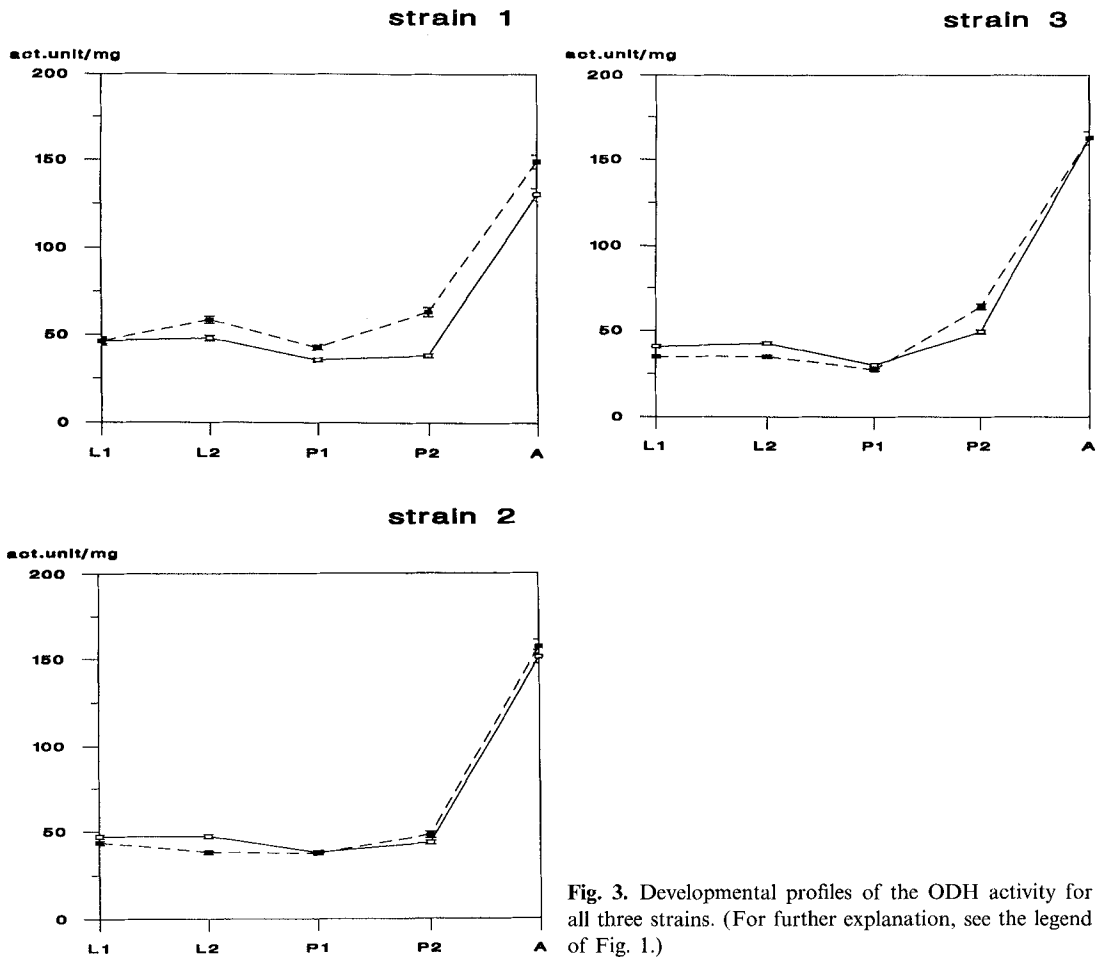 strain 1
act.unit/mg
200
150
100
50
0
L1 L2 P1 P2 A
strain 3
act.unit/mg
200
150
100
50
0
L1 L2 P1 P2 A
strain 2
act.unit/mg
200
150
100
50
0
L1 L2 P1 P2 A
Fig. 3. Developmental profiles of the ODH activity for
all three strains. (For further explanation, see the legend
of Fig. 1.)